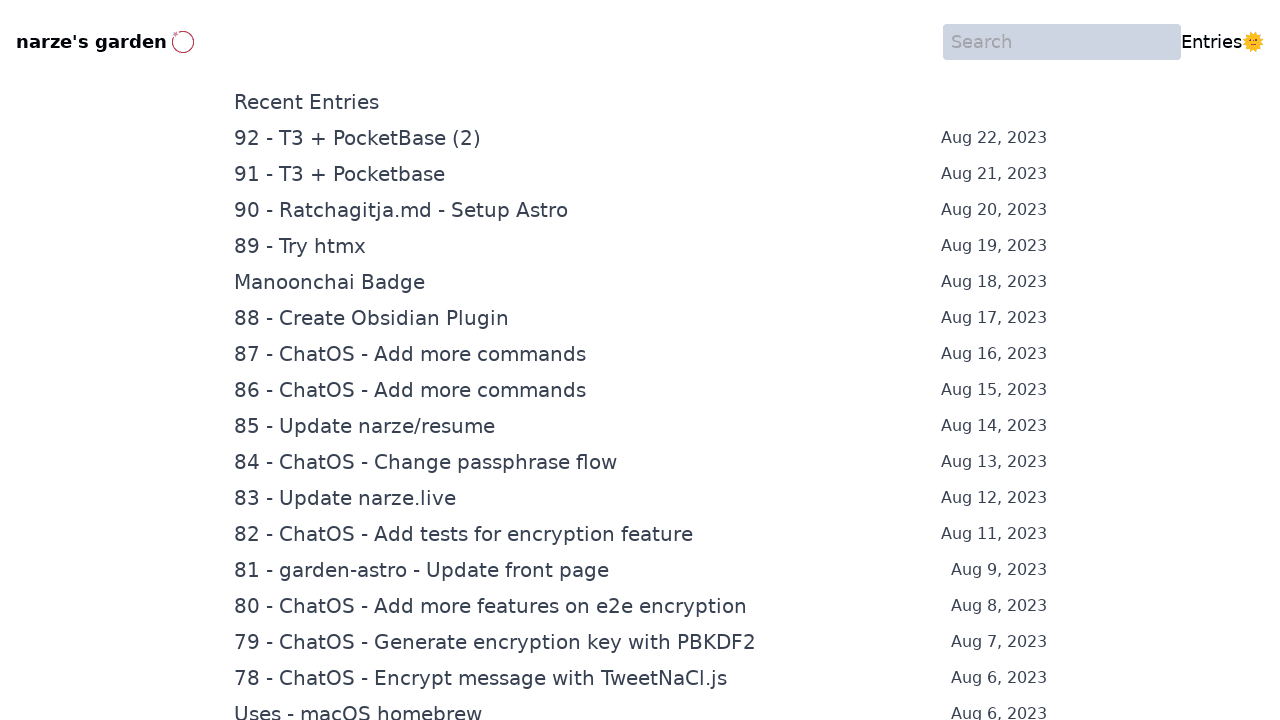 narze's garden
Search
Entries🌞
Recent Entries
92 - T3 + PocketBase (2) Aug 22, 2023
91 - T3 + Pocketbase Aug 21, 2023
90 - Ratchagitja.md - Setup Astro Aug 20, 2023
89 - Try htmx Aug 19, 2023
Manoonchai Badge Aug 18, 2023
88 - Create Obsidian Plugin Aug 17, 2023
87 - ChatOS - Add more commands Aug 16, 2023
86 - ChatOS - Add more commands Aug 15, 2023
85 - Update narze/resume Aug 14, 2023
84 - ChatOS - Change passphrase flow Aug 13, 2023
83 - Update narze.live Aug 12, 2023
82 - ChatOS - Add tests for encryption feature Aug 11, 2023
81 - garden-astro - Update front page Aug 9, 2023
80 - ChatOS - Add more features on e2e encryption Aug 8, 2023
79 - ChatOS - Generate encryption key with PBKDF2 Aug 7, 2023
78 - ChatOS - Encrypt message with TweetNaCl.js Aug 6, 2023
Uses - macOS homebrew Aug 6, 2023